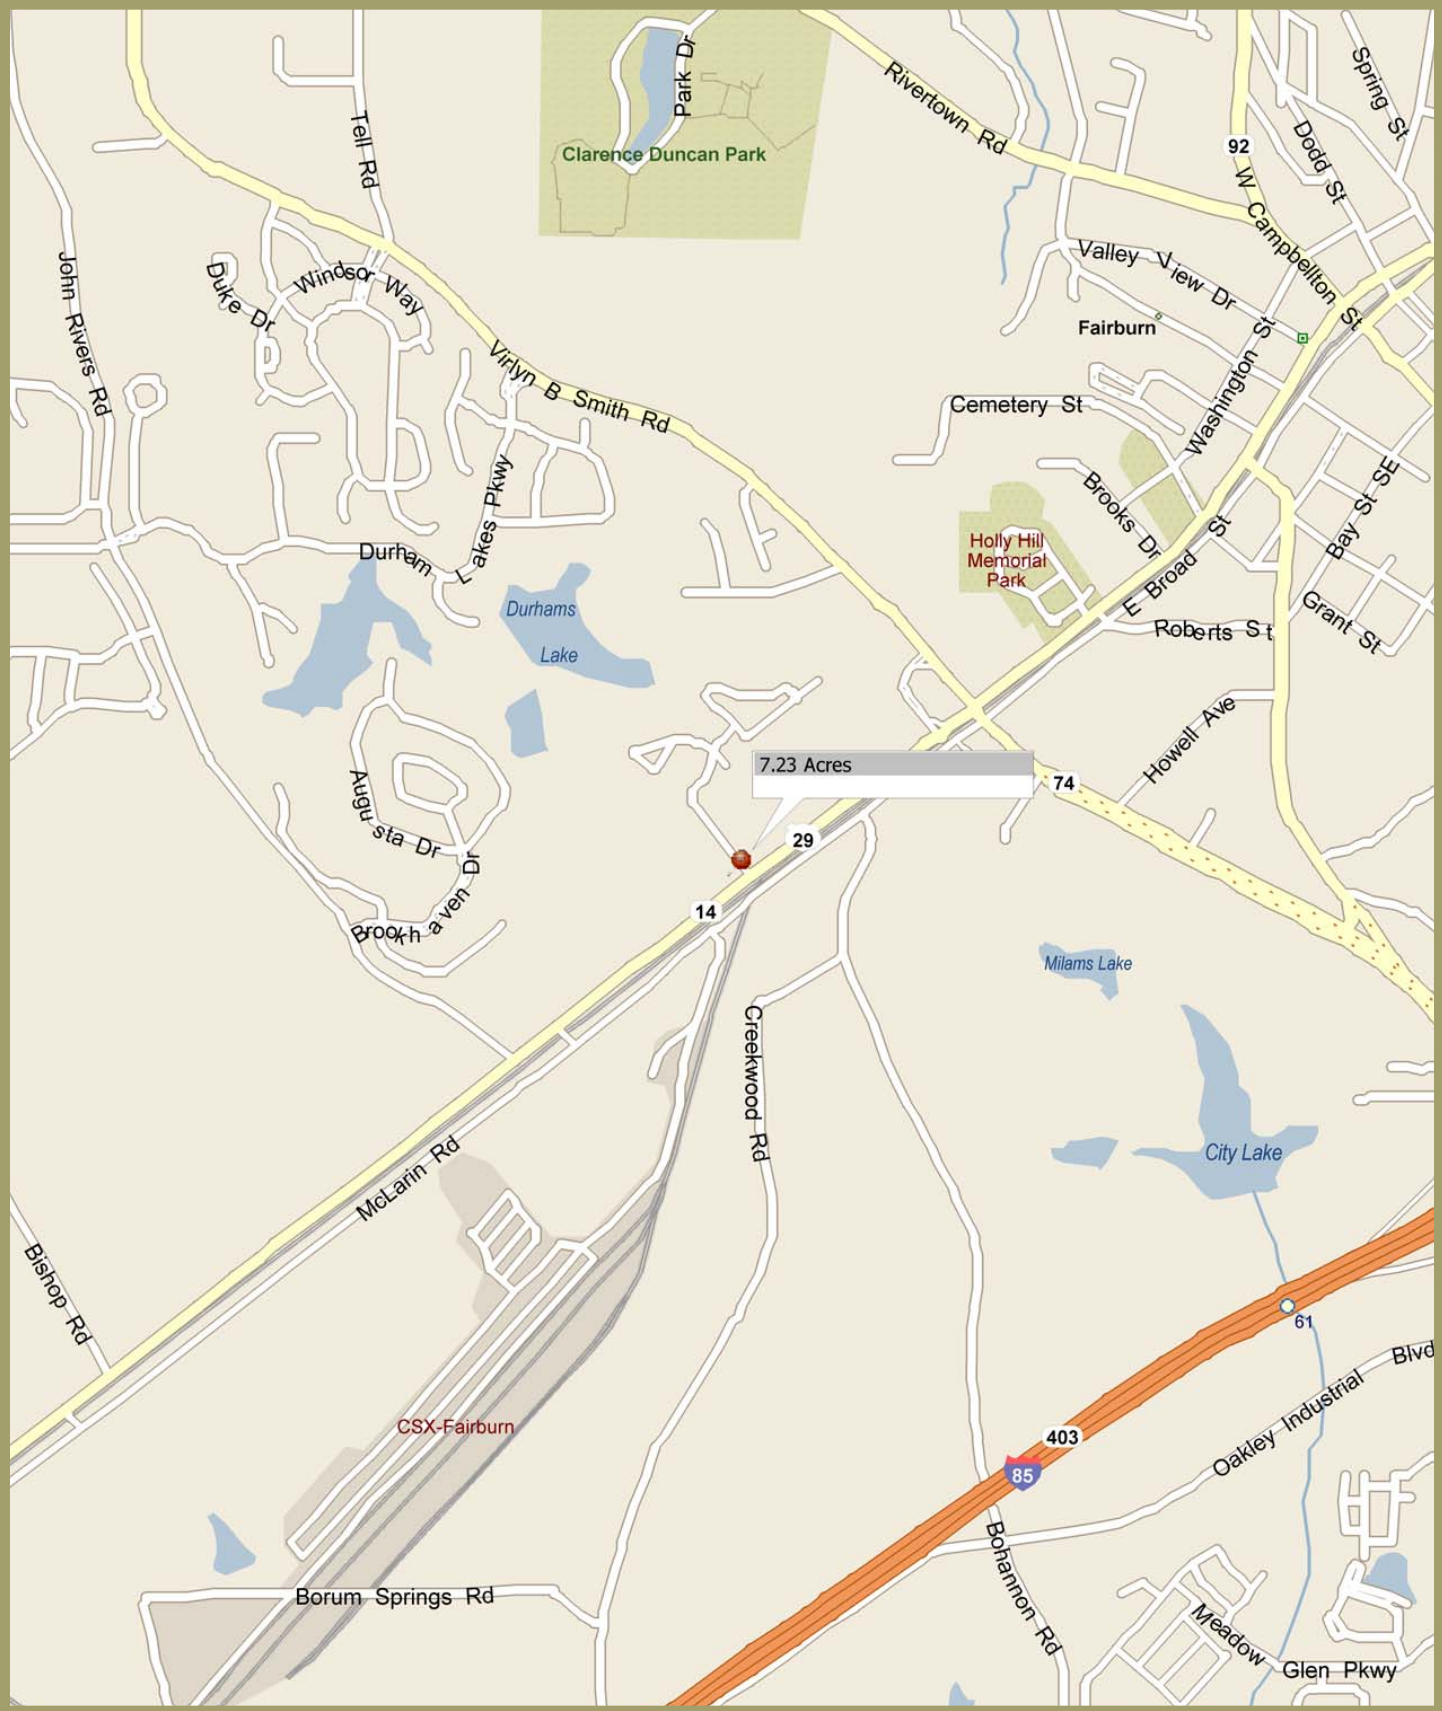 Park Dr
Rivertown Rd
Spring St
Tell Rd
92
Dodd St
Clarence Duncan Park
W Campbellton St
John Rivers Rd
Duke Dr
Windsor Way
Valley View Dr
Fairburn
Washington St
Virlyn B Smith Rd
Cemetery St
Lakes Pkwy
Brooks Dr
Bay St SE
Durham
Holly Hill
Memorial
Park
E Broad St
Durhams
Lake
Grant St
Roberts St
Howell Ave
7.23 Acres
74
Augusta Dr
29
14
Brookhaven Dr
Milams Lake
Creekwood Rd
McLarin Rd
City Lake
Bishop Rd
61
Oakley Industrial Blvd
CSX-Fairburn
403
85
Bohannon Rd
Borum Springs Rd
Meadow Glen Pkwy